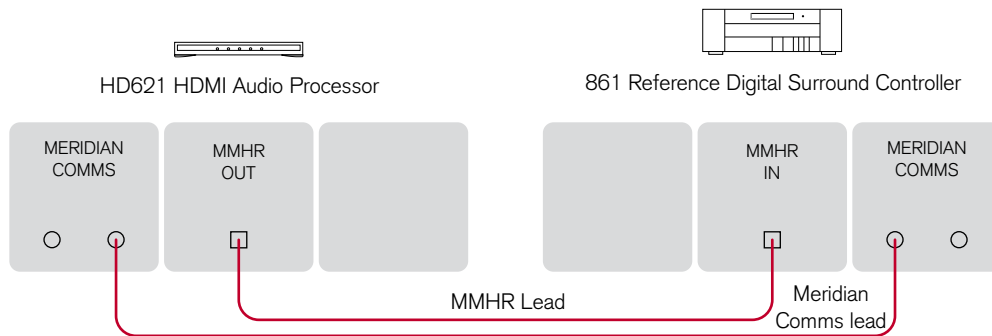 HD621 HDMI Audio Processor
861 Reference Digital Surround Controller
MERIDIAN
COMMS
MMHR
OUT
MMHR
IN
MERIDIAN
COMMS
MMHR Lead
Meridian
Comms lead